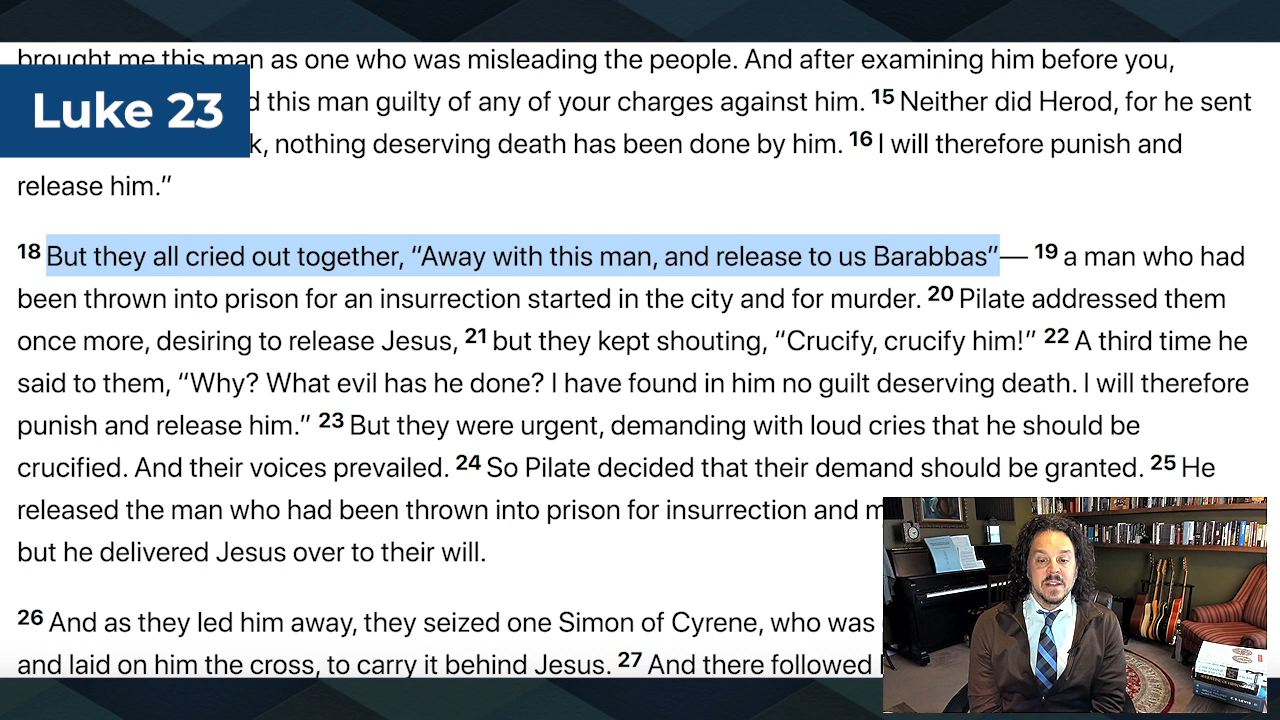 brought me this man as one who was misleading the people. And after examining him before you,
Luke 23
this man guilty of any of your charges against him. 15 Neither did Herod, for he sent
nothing deserving death has been done by him. 16 I will therefore punish and
release him.”
18 But they all cried out together, “Away with this man, and release to us Barabbas”— 19 a man who had
been thrown into prison for an insurrection started in the city and for murder. 20 Pilate addressed them
once more, desiring to release Jesus, 21 but they kept shouting, “Crucify, crucify him!” 22 A third time he
said to them, “Why? What evil has he done? I have found in him no guilt deserving death. I will therefore
punish and release him.” 23 But they were urgent, demanding with loud cries that he should be
crucified. And their voices prevailed. 24 So Pilate decided that their demand should be granted. 25 He
released the man who had been thrown into prison for insurrection and
but he delivered Jesus over to their will.
26 And as they led him away, they seized one Simon of Cyrene, who was
and laid on him the cross, to carry it behind Jesus. 27 And there followed